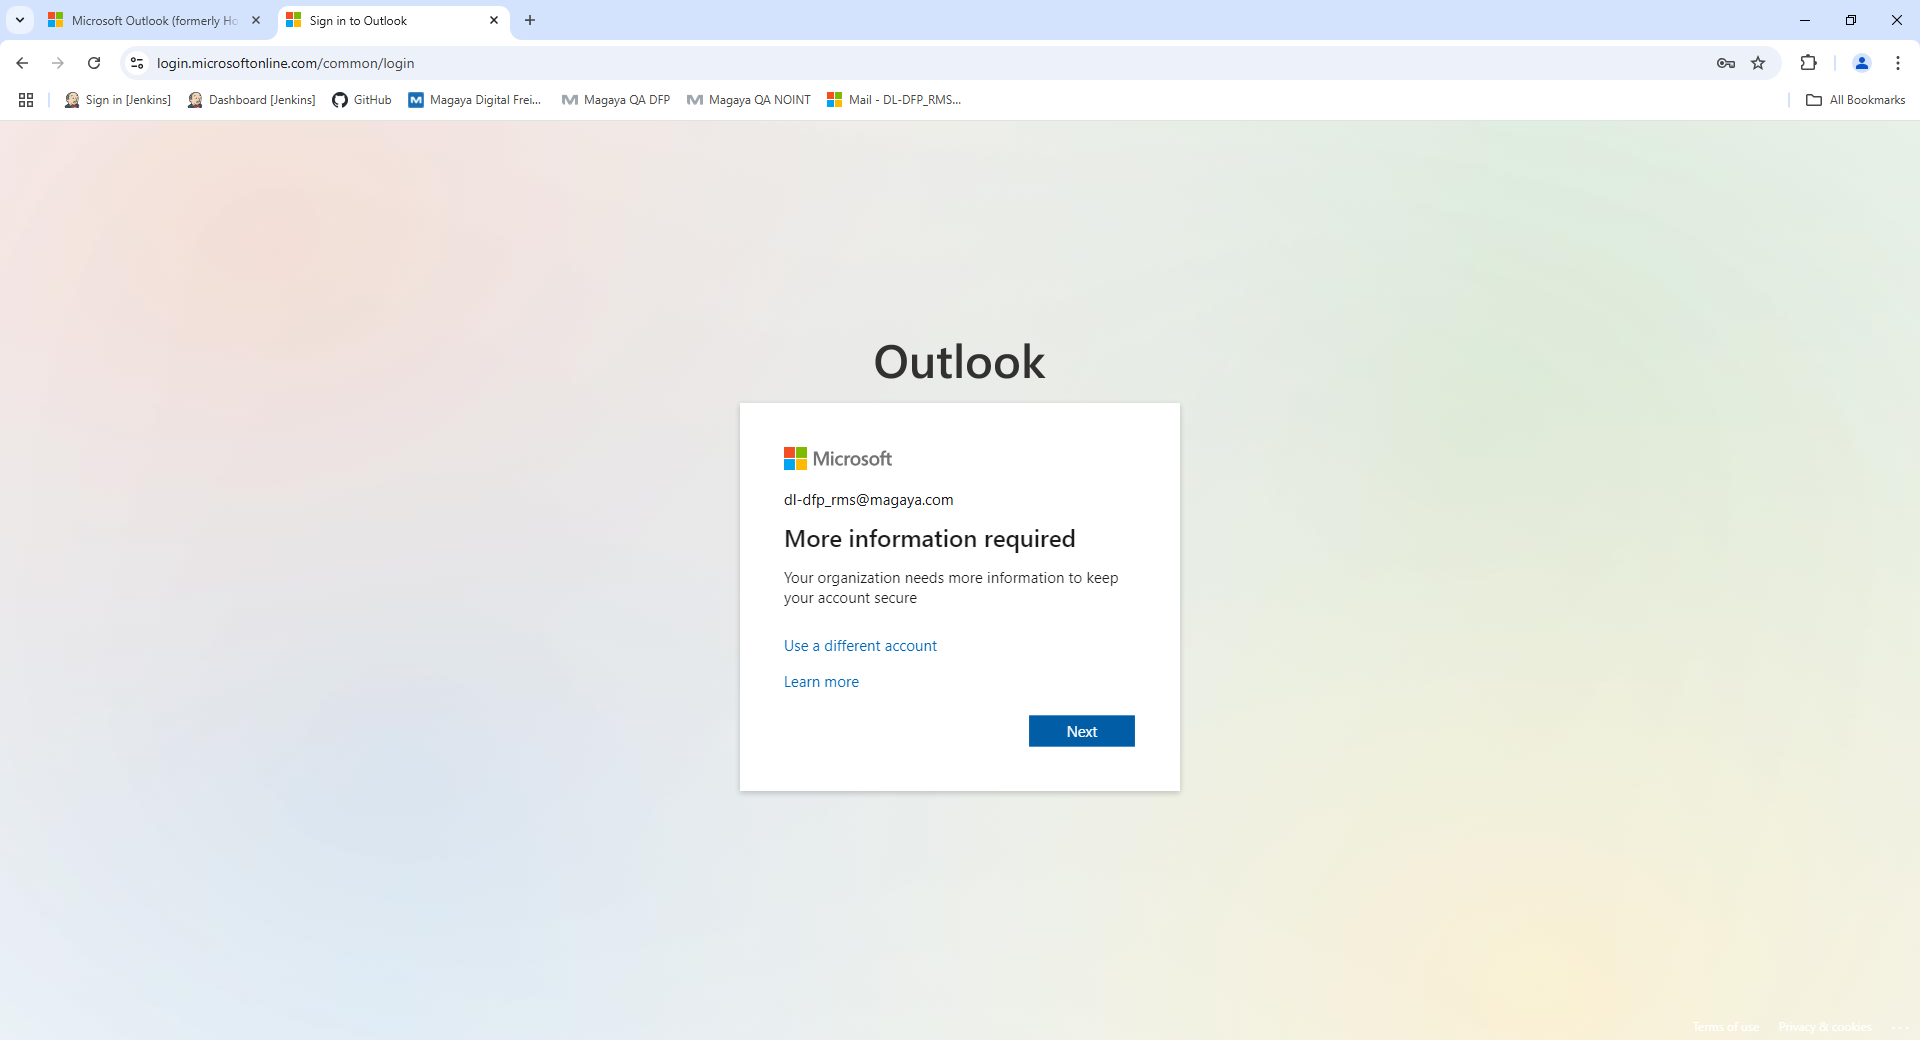 Microsoft Outlook (formerly Ho
Sign in to Outlook
login.microsoftonline.com/common/login
Sign in [Jenkins]
Dashboard [Jenkins]
GitHub
Magaya Digital Frei...
Magaya QA DFP
Magaya QA NOINT
Mail - DL-DFP_RMS...
All Bookmarks
Outlook
Microsoft
dl-dfp_rms@magaya.com
More information required
Your organization needs more information to keep
your account secure
Use a different account
Learn more
Next
Terms of use
Privacy & cookies
...